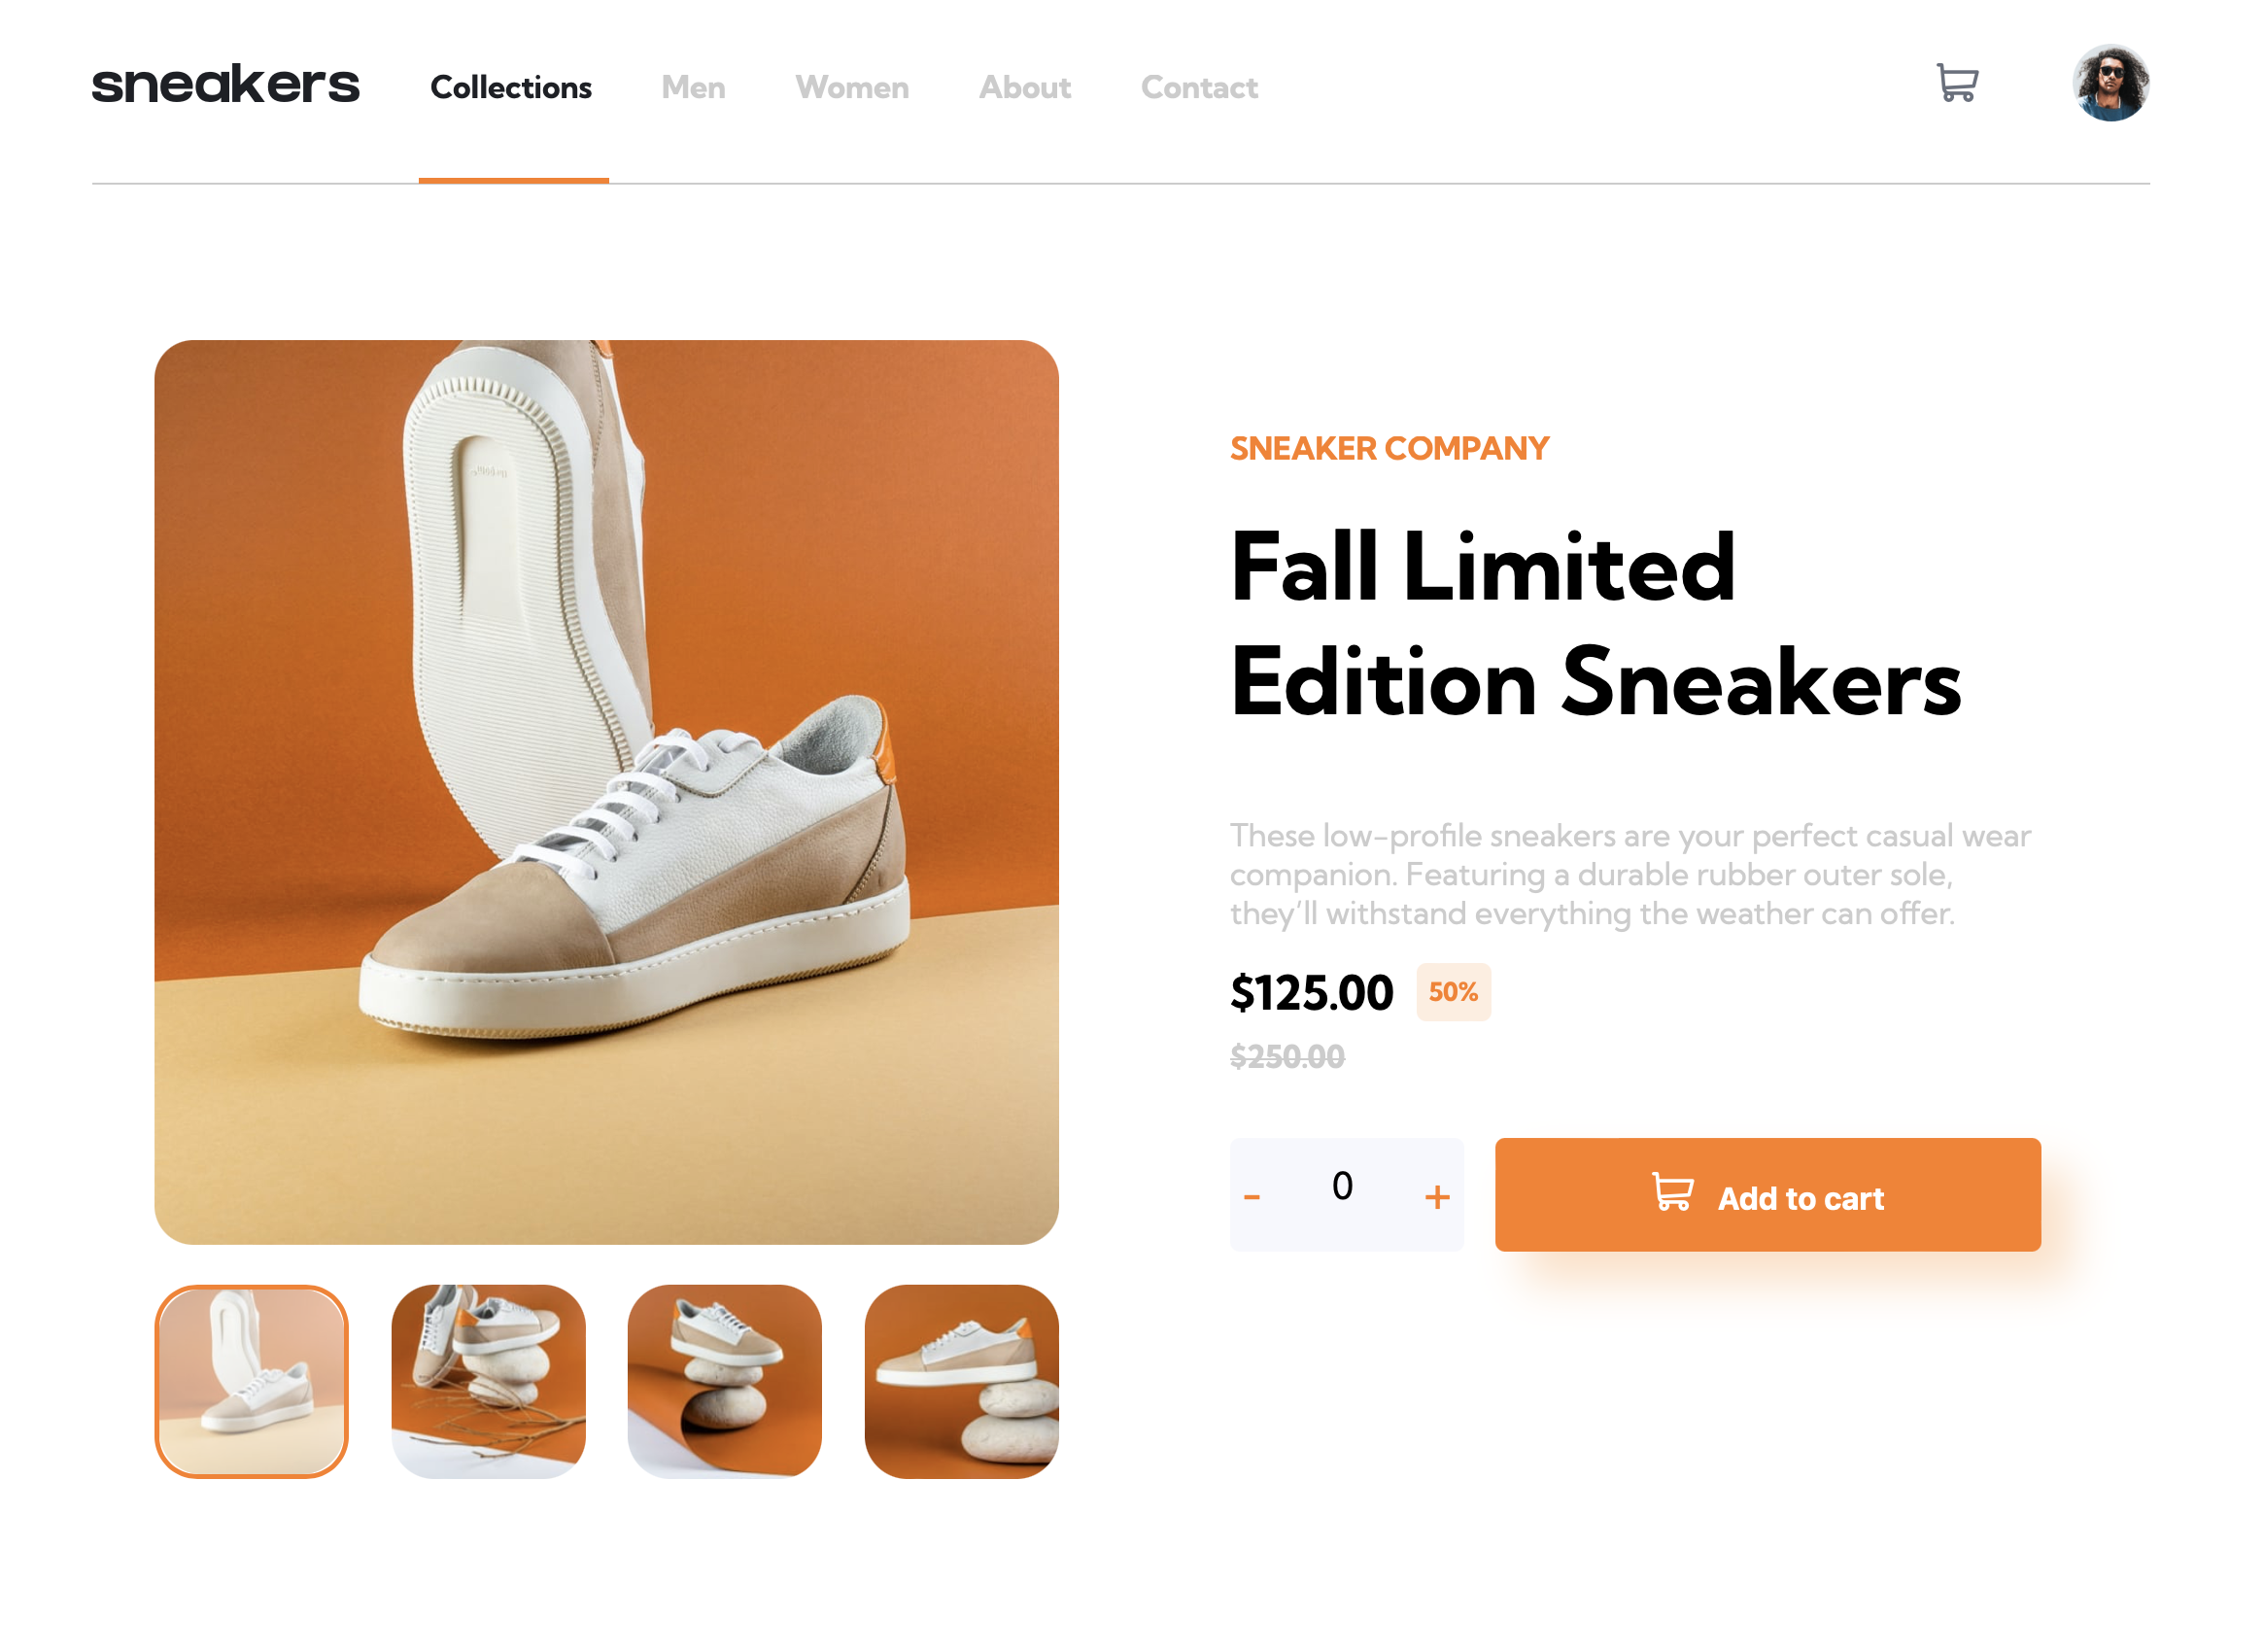 sneakers
Collections
Men
Women
About
Contact
SNEAKER COMPANY
Fall Limited
Edition Sneakers
These low-profile sneakers are your perfect casual wear
companion. Featuring a durable rubber outer sole,
they’ll withstand everything the weather can offer.
$125.00 50%
$250.00
- 0 +
Add to cart